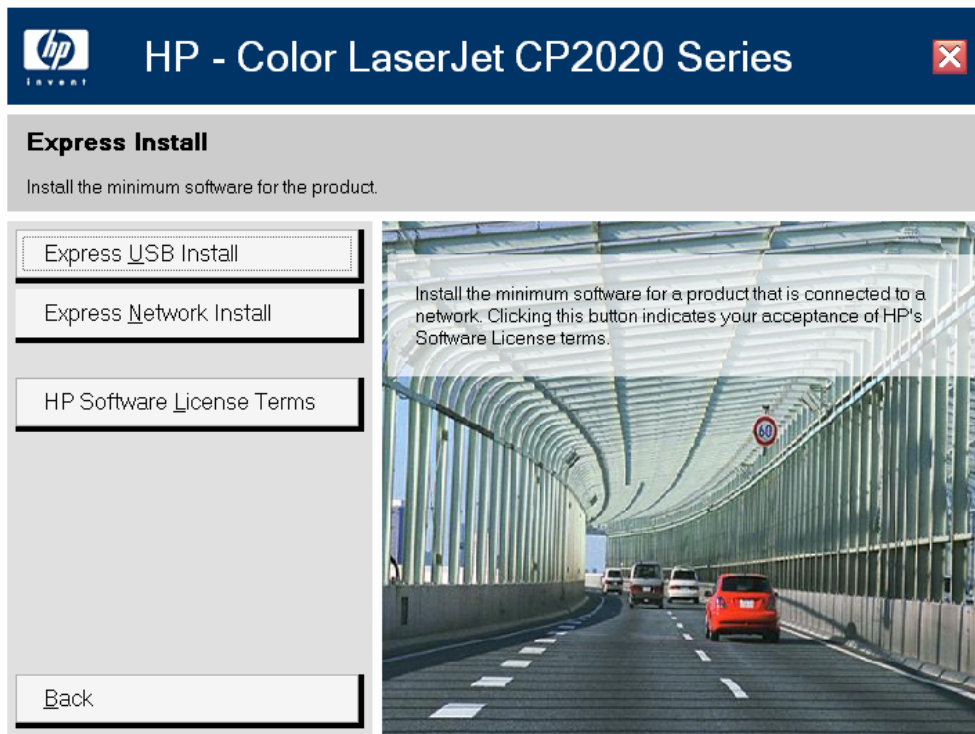 hp
invent
HP - Color LaserJet CP2020 Series
Express Install
Install the minimum software for the product.
Express USB Install
Express Network Install
HP Software License Terms
Back
Install the minimum software for a product that is connected to a
network. Clicking this button indicates your acceptance of HP's
Software License terms.
60